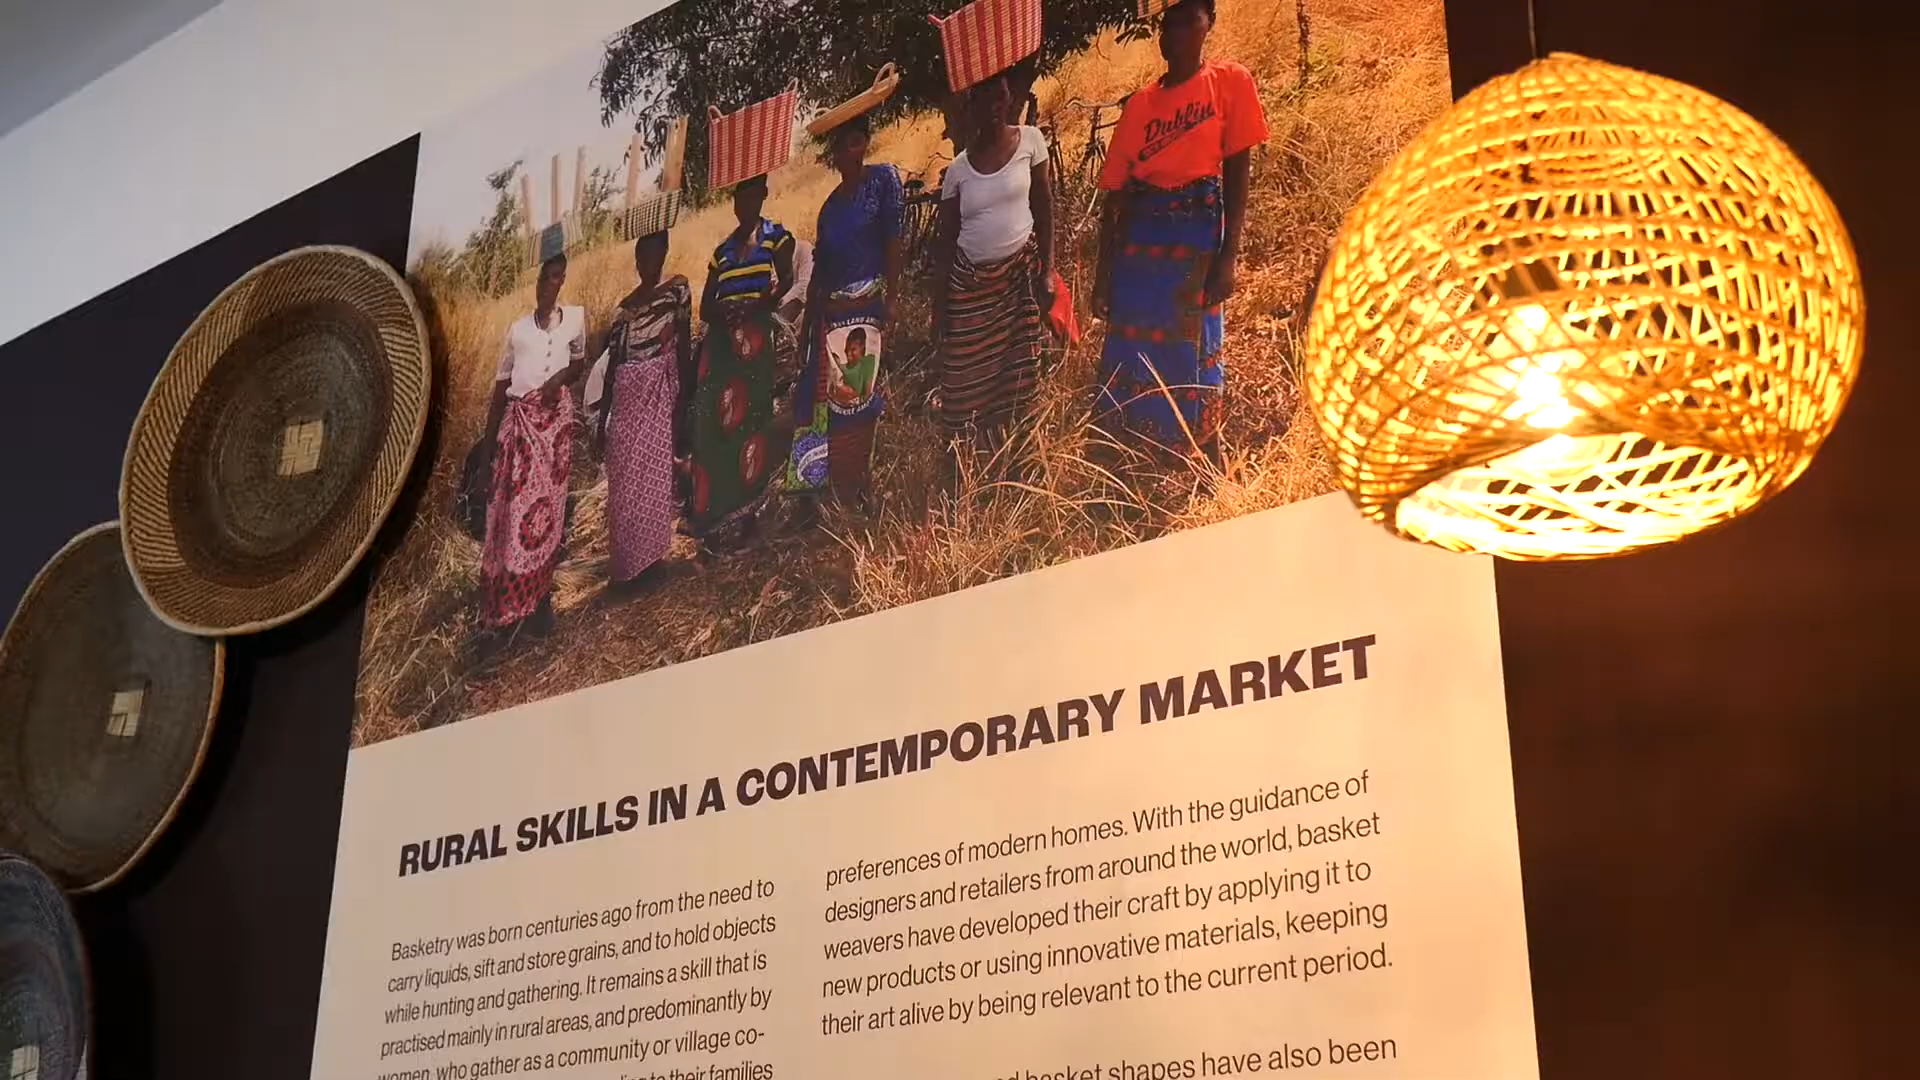 Dublin
RURAL SKILLS IN A CONTEMPORARY MARKET
Basketry was born centuries ago from the need to
carry liquids, sift and store grains, and to hold objects
while hunting and gathering. It remains a skill that is
practised mainly in rural areas, and predominantly by
women, who gather as a community or village co-
to their families
preferences of modern homes. With the guidance of
designers and retailers from around the world, basket
weavers have developed their craft by applying it to
new products or using innovative materials, keeping
their art alive by being relevant to the current period.
basket shapes have also been